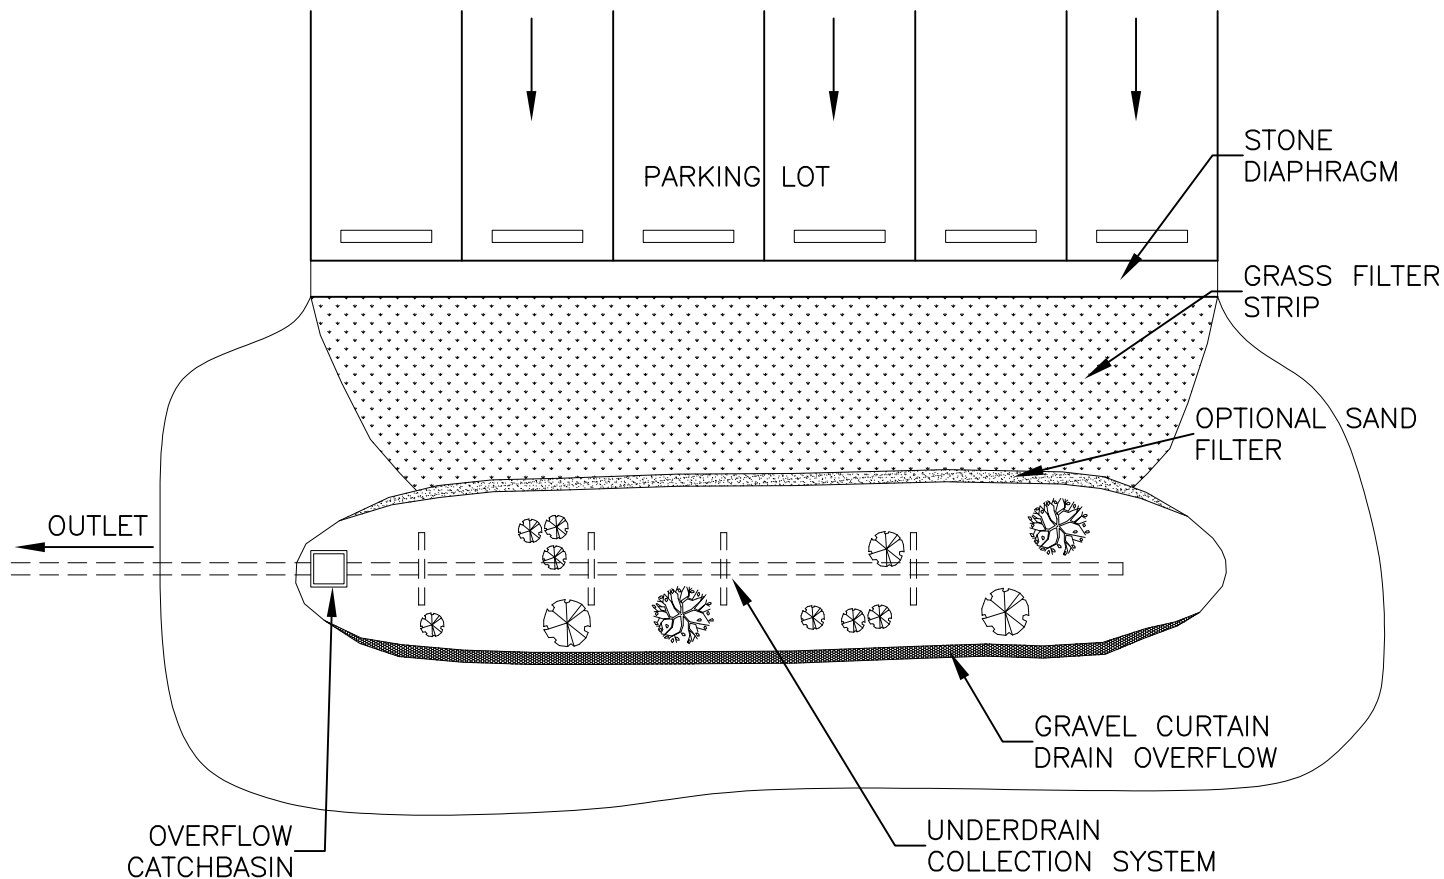 STONE
DIAPHRAGM
PARKING LOT
GRASS FILTER
STRIP
OPTIONAL SAND
FILTER
OUTLET
GRAVEL CURTAIN
DRAIN OVERFLOW
OVERFLOW
CATCHBASIN
UNDERDRAIN
COLLECTION SYSTEM